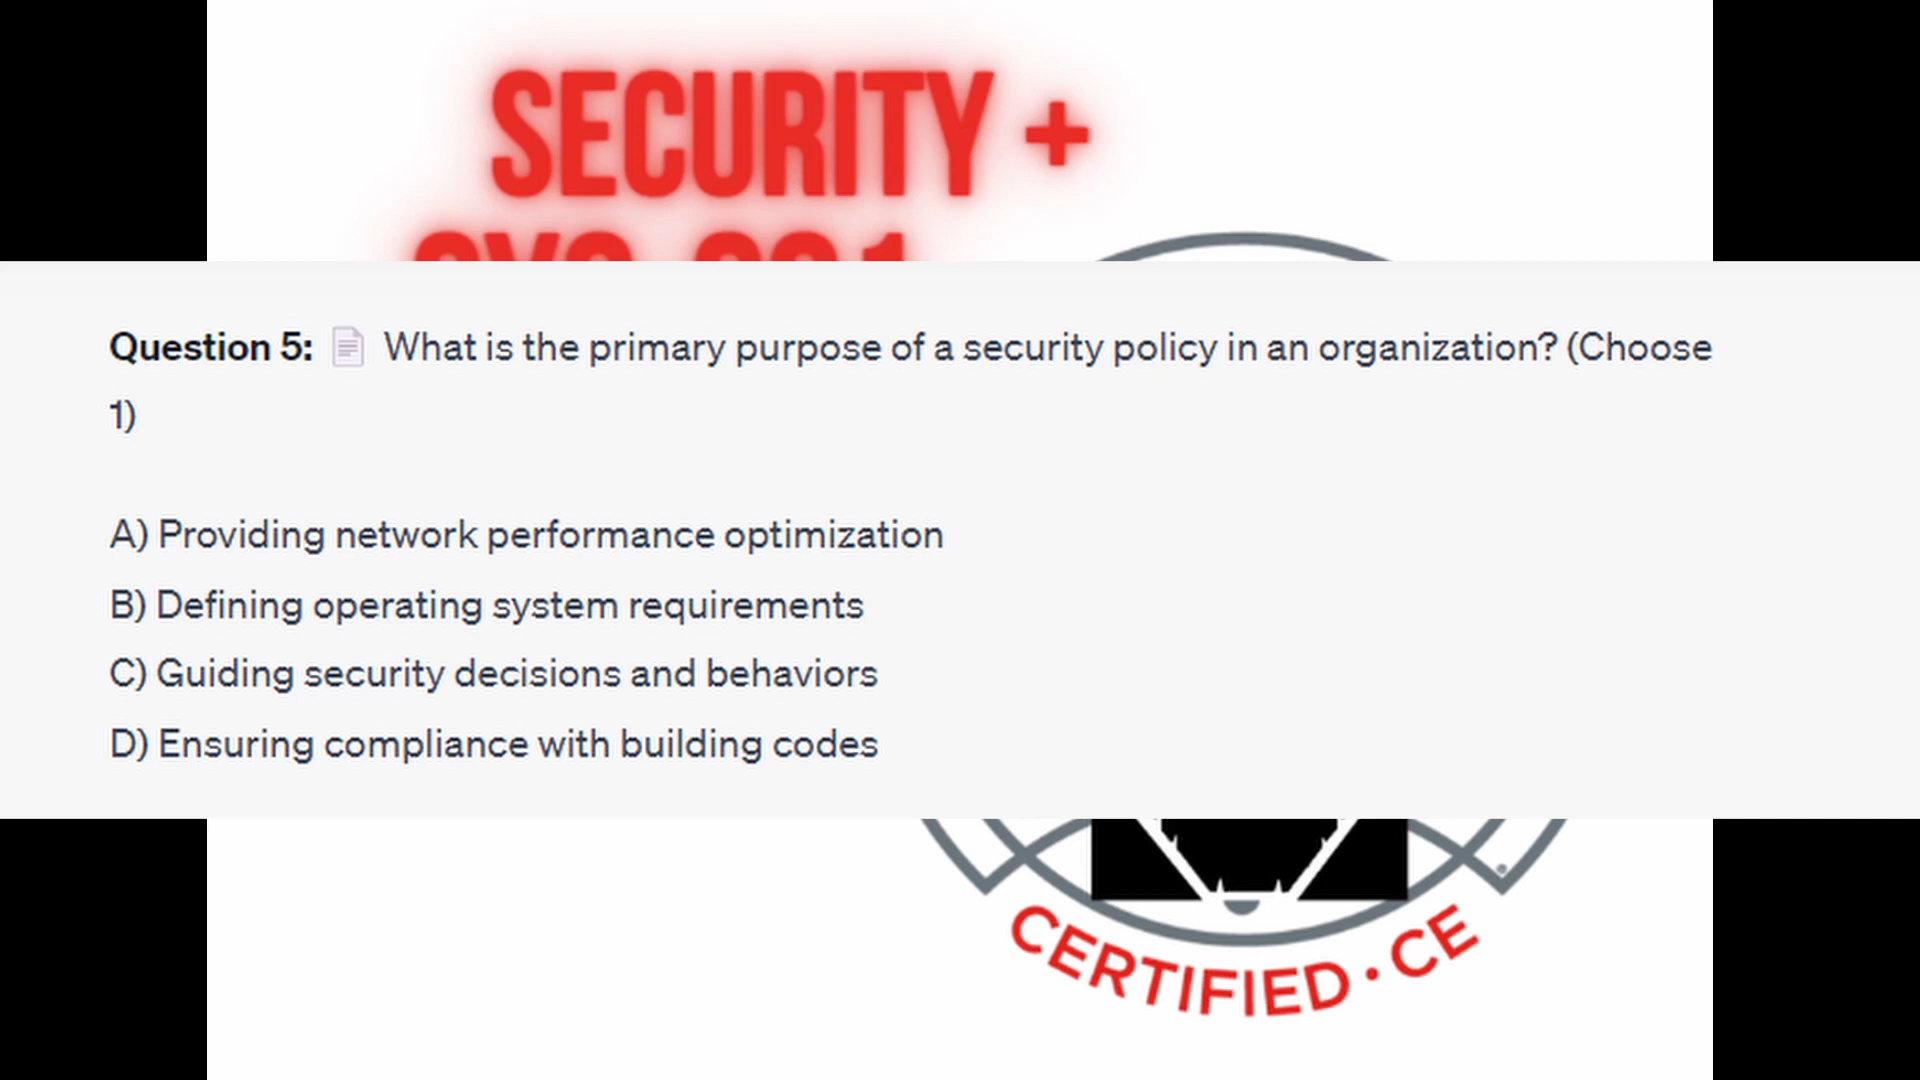 SECURITY +
Question 5: What is the primary purpose of a security policy in an organization? (Choose
1)
A) Providing network performance optimization
B) Defining operating system requirements
C) Guiding security decisions and behaviors
D) Ensuring compliance with building codes
CERTIFIED • CE